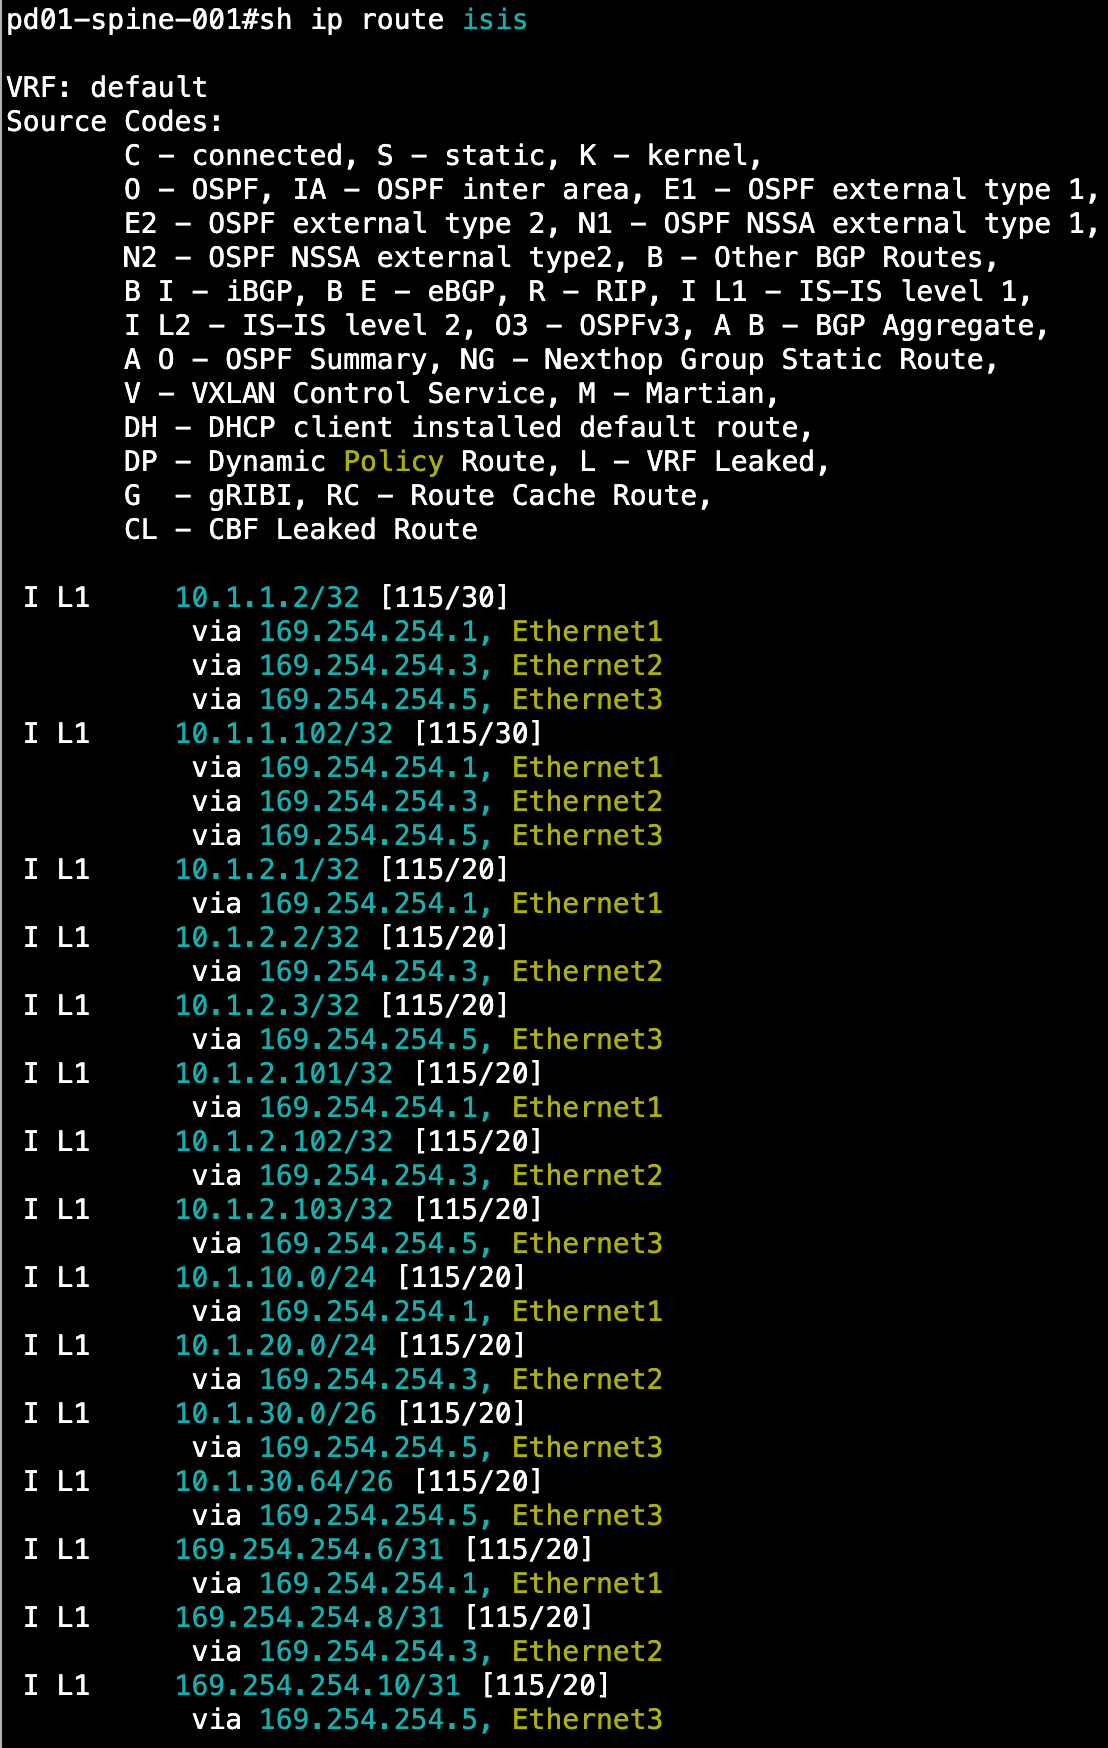 pd01-spine-001#sh ip route isis
VRF: default
Source Codes:
C - connected, S - static, K - kernel,
O - OSPF, IA - OSPF inter area, E1 - OSPF external type 1,
E2 - OSPF external type 2, N1 - OSPF NSSA external type 1,
N2 - OSPF NSSA external type2, B - Other BGP Routes,
B I - iBGP, B E - eBGP, R - RIP, I L1 - IS-IS level 1,
I L2 - IS-IS level 2, O3 - OSPFv3, A B - BGP Aggregate,
A O - OSPF Summary, NG - Nexthop Group Static Route,
V - VXLAN Control Service, M - Martian,
DH - DHCP client installed default route,
DP - Dynamic Policy Route, L - VRF Leaked,
G  - gRIBI, RC - Route Cache Route,
CL - CBF Leaked Route
I L1     10.1.1.2/32 [115/30]
via 169.254.254.1, Ethernet1
via 169.254.254.3, Ethernet2
via 169.254.254.5, Ethernet3
I L1     10.1.1.102/32 [115/30]
via 169.254.254.1, Ethernet1
via 169.254.254.3, Ethernet2
via 169.254.254.5, Ethernet3
I L1     10.1.2.1/32 [115/20]
via 169.254.254.1, Ethernet1
I L1     10.1.2.2/32 [115/20]
via 169.254.254.3, Ethernet2
I L1     10.1.2.3/32 [115/20]
via 169.254.254.5, Ethernet3
I L1     10.1.2.101/32 [115/20]
via 169.254.254.1, Ethernet1
I L1     10.1.2.102/32 [115/20]
via 169.254.254.3, Ethernet2
I L1     10.1.2.103/32 [115/20]
via 169.254.254.5, Ethernet3
I L1     10.1.10.0/24 [115/20]
via 169.254.254.1, Ethernet1
I L1     10.1.20.0/24 [115/20]
via 169.254.254.3, Ethernet2
I L1     10.1.30.0/26 [115/20]
via 169.254.254.5, Ethernet3
I L1     10.1.30.64/26 [115/20]
via 169.254.254.5, Ethernet3
I L1     169.254.254.6/31 [115/20]
via 169.254.254.1, Ethernet1
I L1     169.254.254.8/31 [115/20]
via 169.254.254.3, Ethernet2
I L1     169.254.254.10/31 [115/20]
via 169.254.254.5, Ethernet3